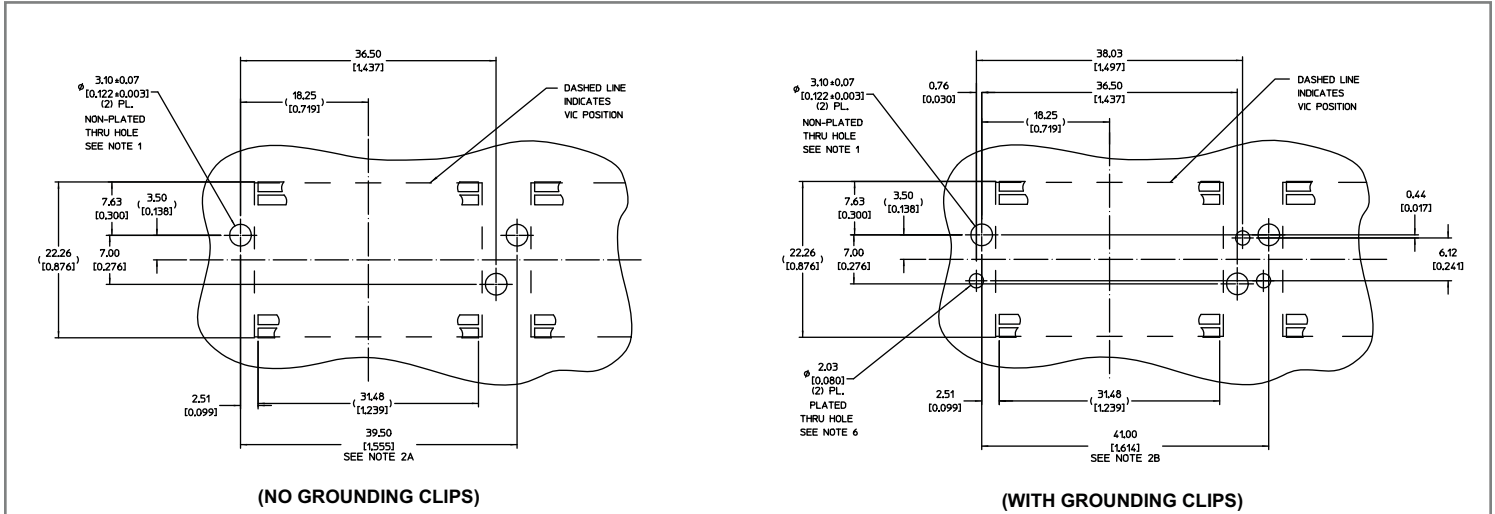 36.50
[1.437]
⌀ 3.10±0.07
[0.122±0.003]
(2) PL.
NON-PLATED
THRU HOLE
SEE NOTE 1
(18.25
[0.719])
DASHED LINE
INDICATES
VIC POSITION
7.63
[0.300]
(3.50
[0.138])
(22.26
[0.876])
7.00
[0.276]
2.51
[0.099]
(31.48
[1.239])
39.50
[1.555]
SEE NOTE 2A
(NO GROUNDING CLIPS)
38.03
[1.497]
0.76
[0.030]
36.50
[1.437]
⌀ 3.10±0.07
[0.122±0.003]
(2) PL.
NON-PLATED
THRU HOLE
SEE NOTE 1
(18.25
[0.719])
DASHED LINE
INDICATES
VIC POSITION
7.63
[0.300]
(3.50
[0.138])
0.44
[0.017]
(22.26
[0.876])
7.00
[0.276]
6.12
[0.241]
⌀ 2.03
[0.080]
(2) PL.
PLATED
THRU HOLE
SEE NOTE 6
2.51
[0.099]
(31.48
[1.239])
41.00
[1.614]
SEE NOTE 2B
(WITH GROUNDING CLIPS)